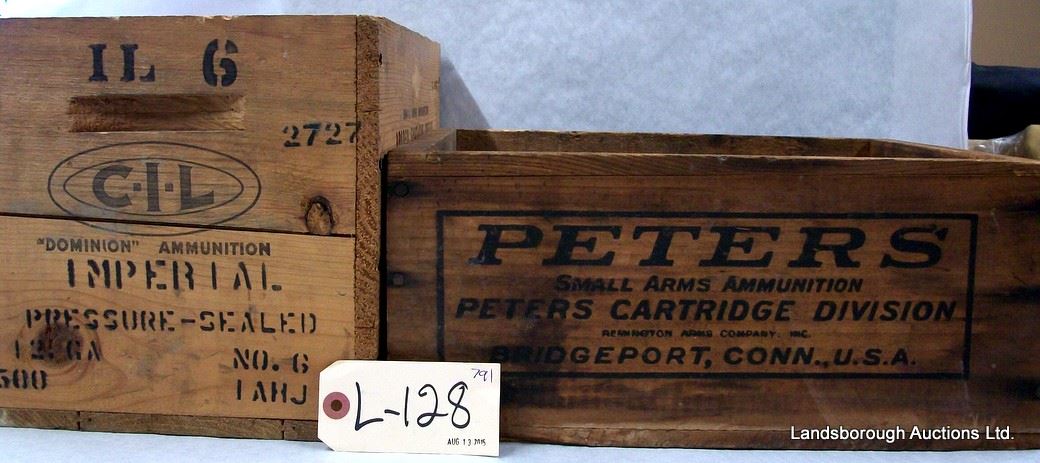 IL 6
2727
C-I-L
"DOMINION" AMMUNITION
IMPERIAL
PRESSURE-SEALED
12 GA NO. 6
500 1AHJ
PETERS
SMALL ARMS AMMUNITION
PETERS CARTRIDGE DIVISION
REMINGTON ARMS COMPANY, INC.
BRIDGEPORT, CONN., U.S.A.
791
L-128
AUG 13 2015
Landsborough Auctions Ltd.